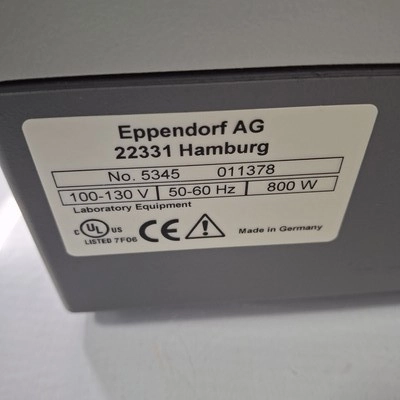 Eppendorf AG
22331 Hamburg
No. 5345 011378
100-130 V 50-60 Hz 800 W
Laboratory Equipment
C UL US
LISTED 7F06
CE
Made in Germany